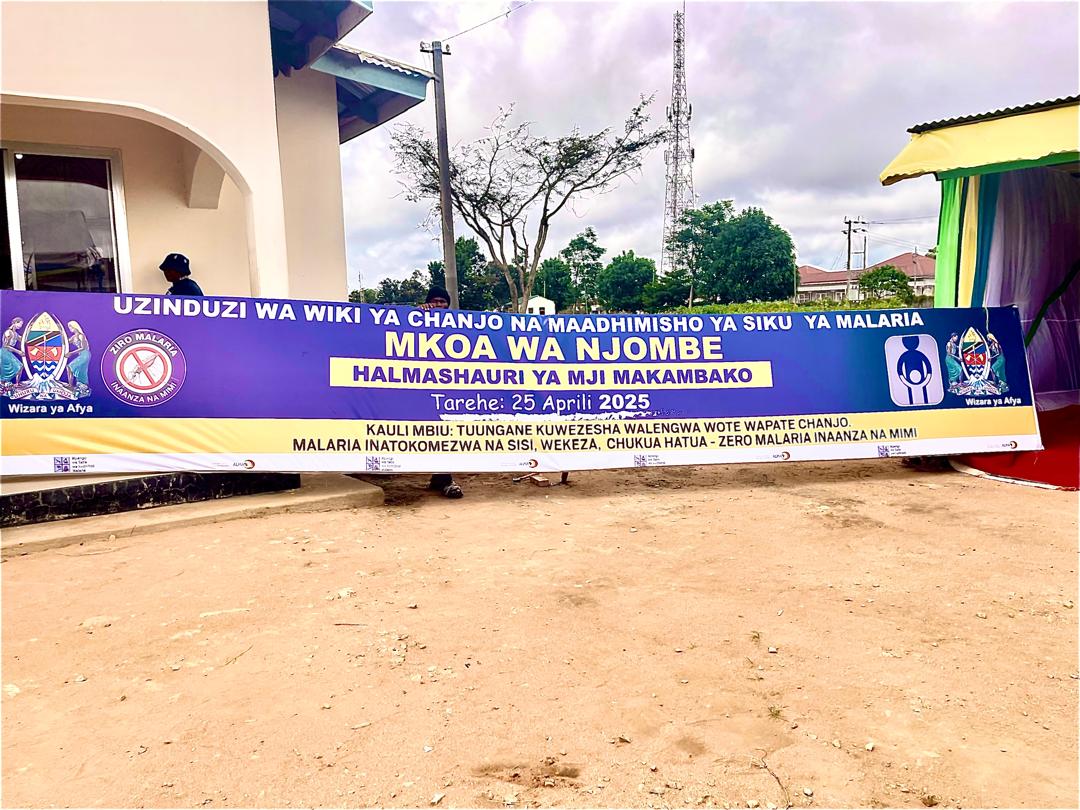 UZINDUZI WA WIKI YA CHANJO NA MAADHIMISHO YA SIKU YA MALARIA
MKOA WA NJOMBE
HALMASHAURI YA MJI MAKAMBAKO
Tarehe: 25 Aprili 2025
ZIRO MALARIA
INAANZA NA MIMI
Wizara ya Afya
Wizara ya Afya
KAULI MBIU: TUUNGANE KUWEZESHA WALENGWA WOTE WAPATE CHANJO.
MALARIA INATOKOMEZWA NA SISI, WEKEZA, CHUKUA HATUA - ZERO MALARIA INAANZA NA MIMI